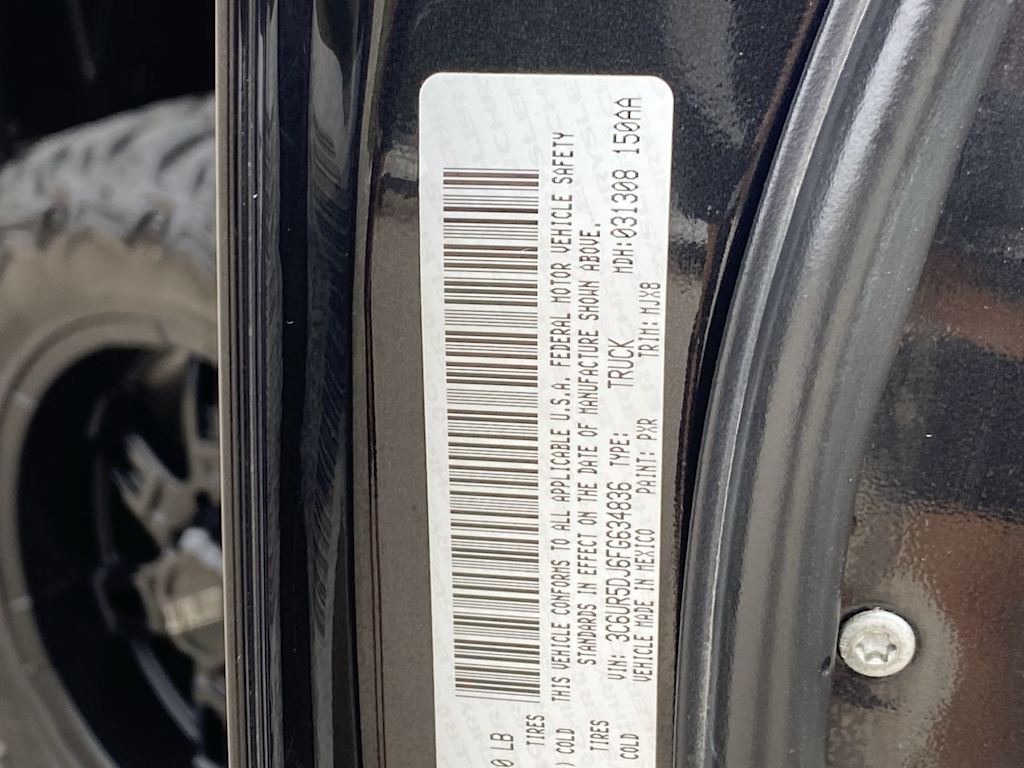 0 LB
TIRES
) COLD
TIRES
COLD
THIS VEHICLE CONFORMS TO ALL APPLICABLE U.S.A. FEDERAL MOTOR VEHICLE SAFETY
STANDARDS IN EFFECT ON THE DATE OF MANUFACTURE SHOWN ABOVE.
VIN: 3C6UR5DJ6FG634836 TYPE: TRUCK MDH:031308 150AA
VEHICLE MADE IN MEXICO PAINT: PXR TRIM: MJX8